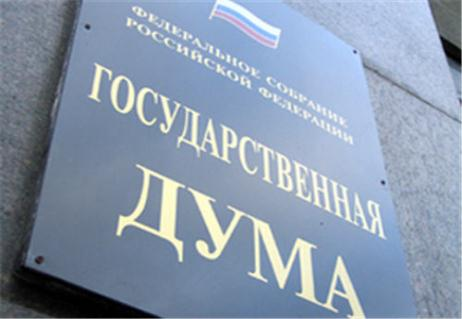 ФЕДЕРАЛЬНОЕ СОБРАНИЕ
РОССИЙСКОЙ ФЕДЕРАЦИИ
ГОСУДАРСТВЕННАЯ
ДУМА